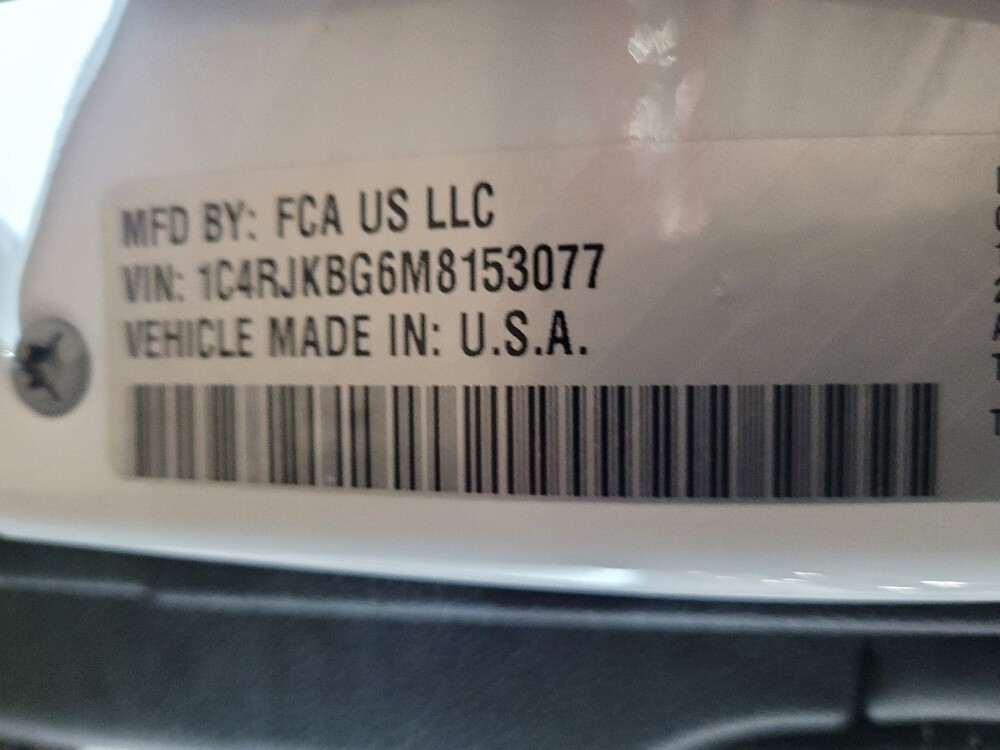 MFD BY: FCA US LLC
VIN: 1C4RJKBG6M8153077
VEHICLE MADE IN: U.S.A.